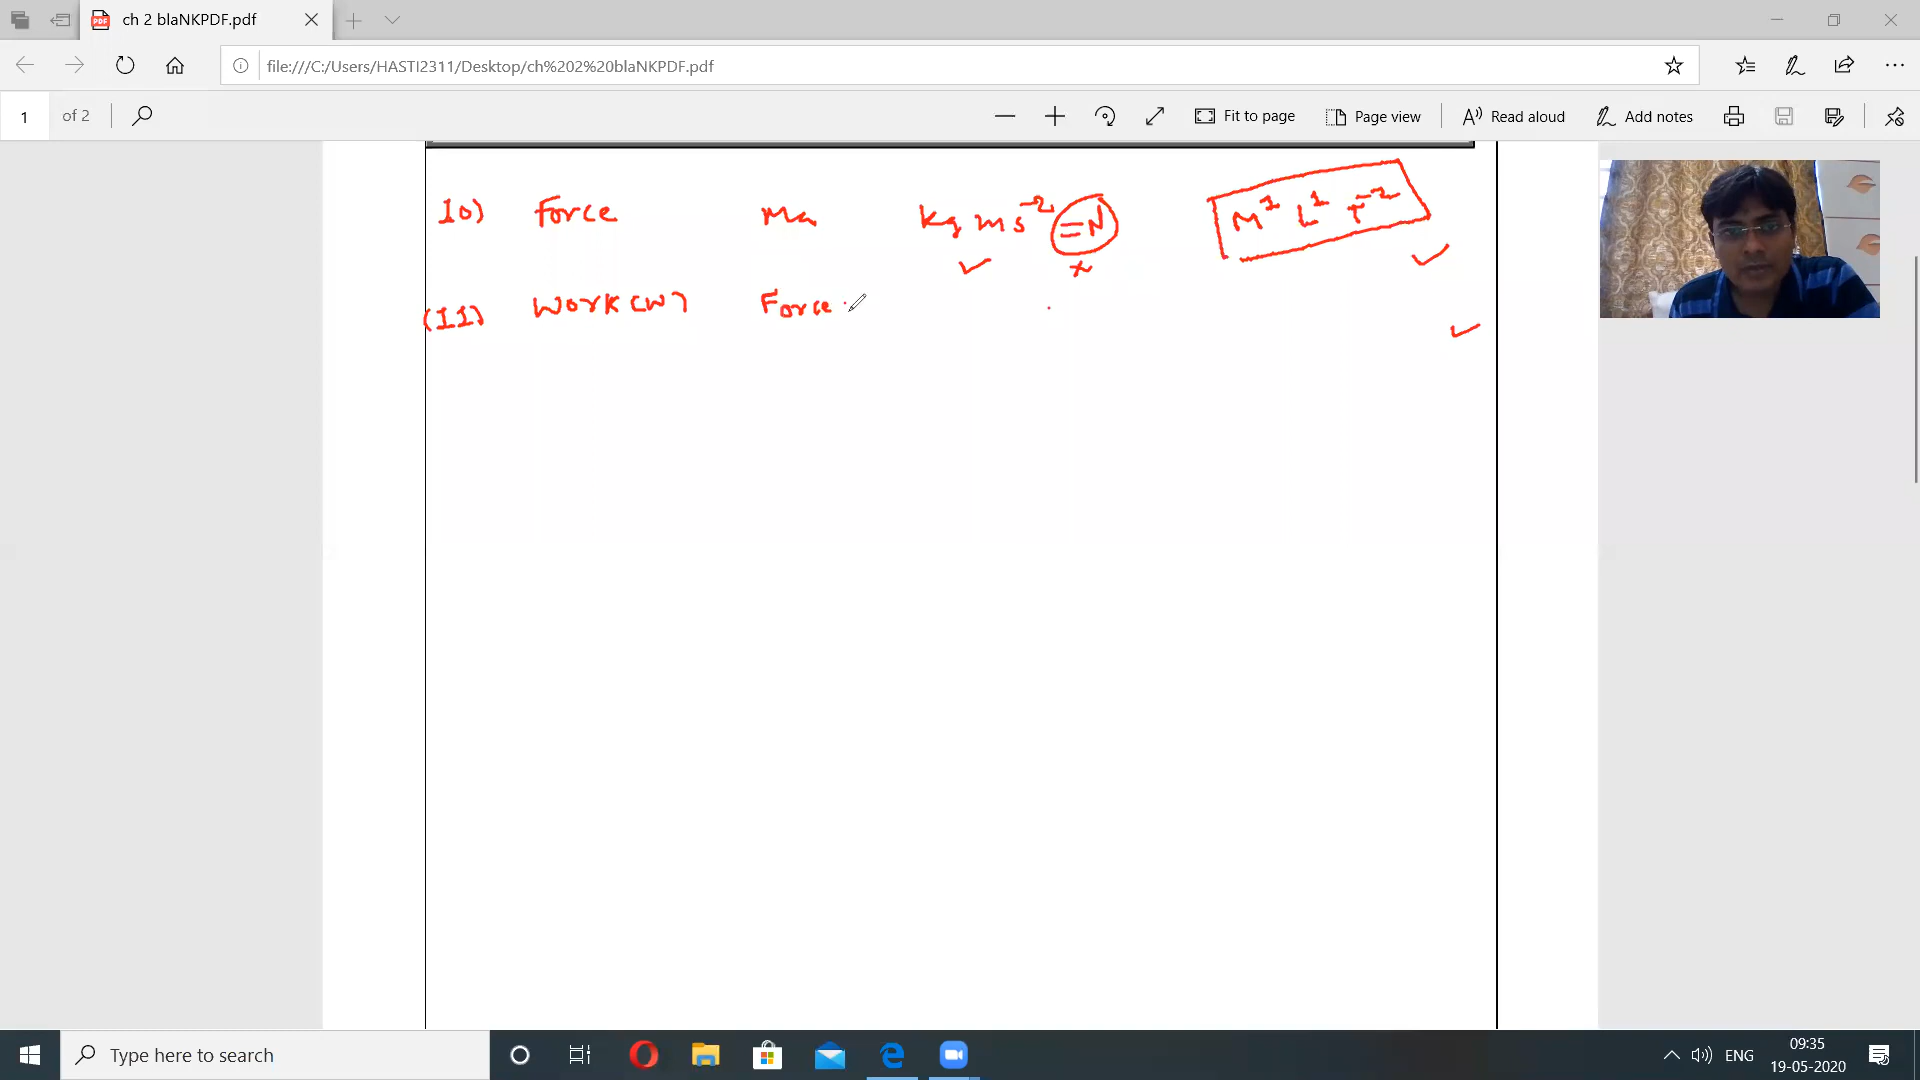 ch 2 blaNKPDF.pdf
file:///C:/Users/HASTI2311/Desktop/ch%202%20blaNKPDF.pdf
1 of 2 Fit to page Page view Read aloud Add notes
10) Force Ma kg m s⁻² =N M¹ L¹ T⁻²
(11) Work (W) Force ·
Type here to search
ENG 09:35
19-05-2020